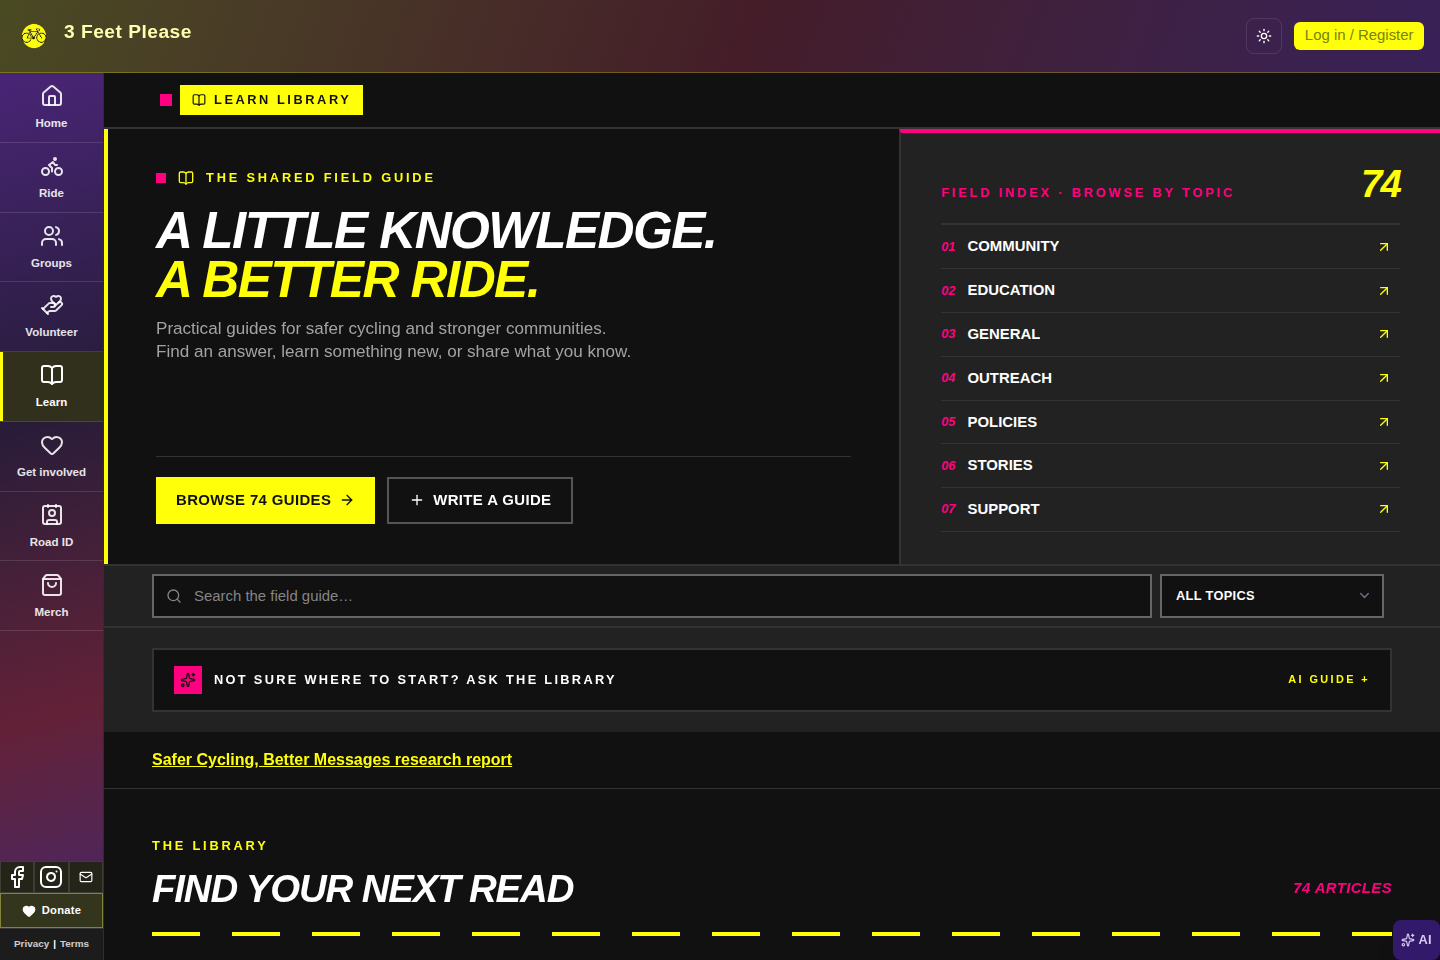 3 Feet Please
Log in / Register
Home
Ride
Groups
Volunteer
Learn
Get involved
Road ID
Merch
Donate
Privacy | Terms
LEARN LIBRARY
THE SHARED FIELD GUIDE
A LITTLE KNOWLEDGE.
A BETTER RIDE.
Practical guides for safer cycling and stronger communities.
Find an answer, learn something new, or share what you know.
BROWSE 74 GUIDES
WRITE A GUIDE
FIELD INDEX · BROWSE BY TOPIC 74
01 COMMUNITY
02 EDUCATION
03 GENERAL
04 OUTREACH
05 POLICIES
06 STORIES
07 SUPPORT
Search the field guide…
ALL TOPICS
NOT SURE WHERE TO START? ASK THE LIBRARY
AI GUIDE +
Safer Cycling, Better Messages research report
THE LIBRARY
FIND YOUR NEXT READ
74 ARTICLES
AI